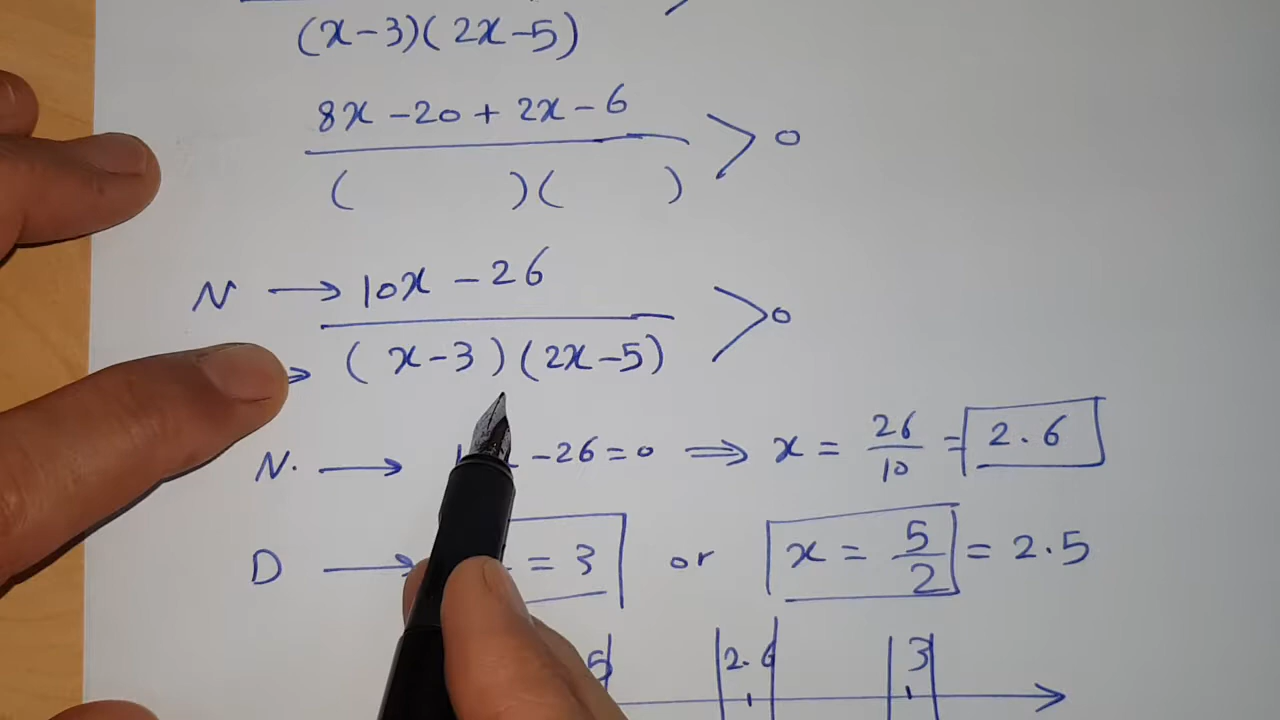 (x-3)(2x-5) >
8x -20 + 2x - 6 > 0
( )( )
N → 10x - 26 > 0
→ (x-3)(2x-5)
N. → -26 = 0 ⇒ x = 26/10 = 2.6
D → = 3 or x = 5/2 = 2.5
5 2.6 3